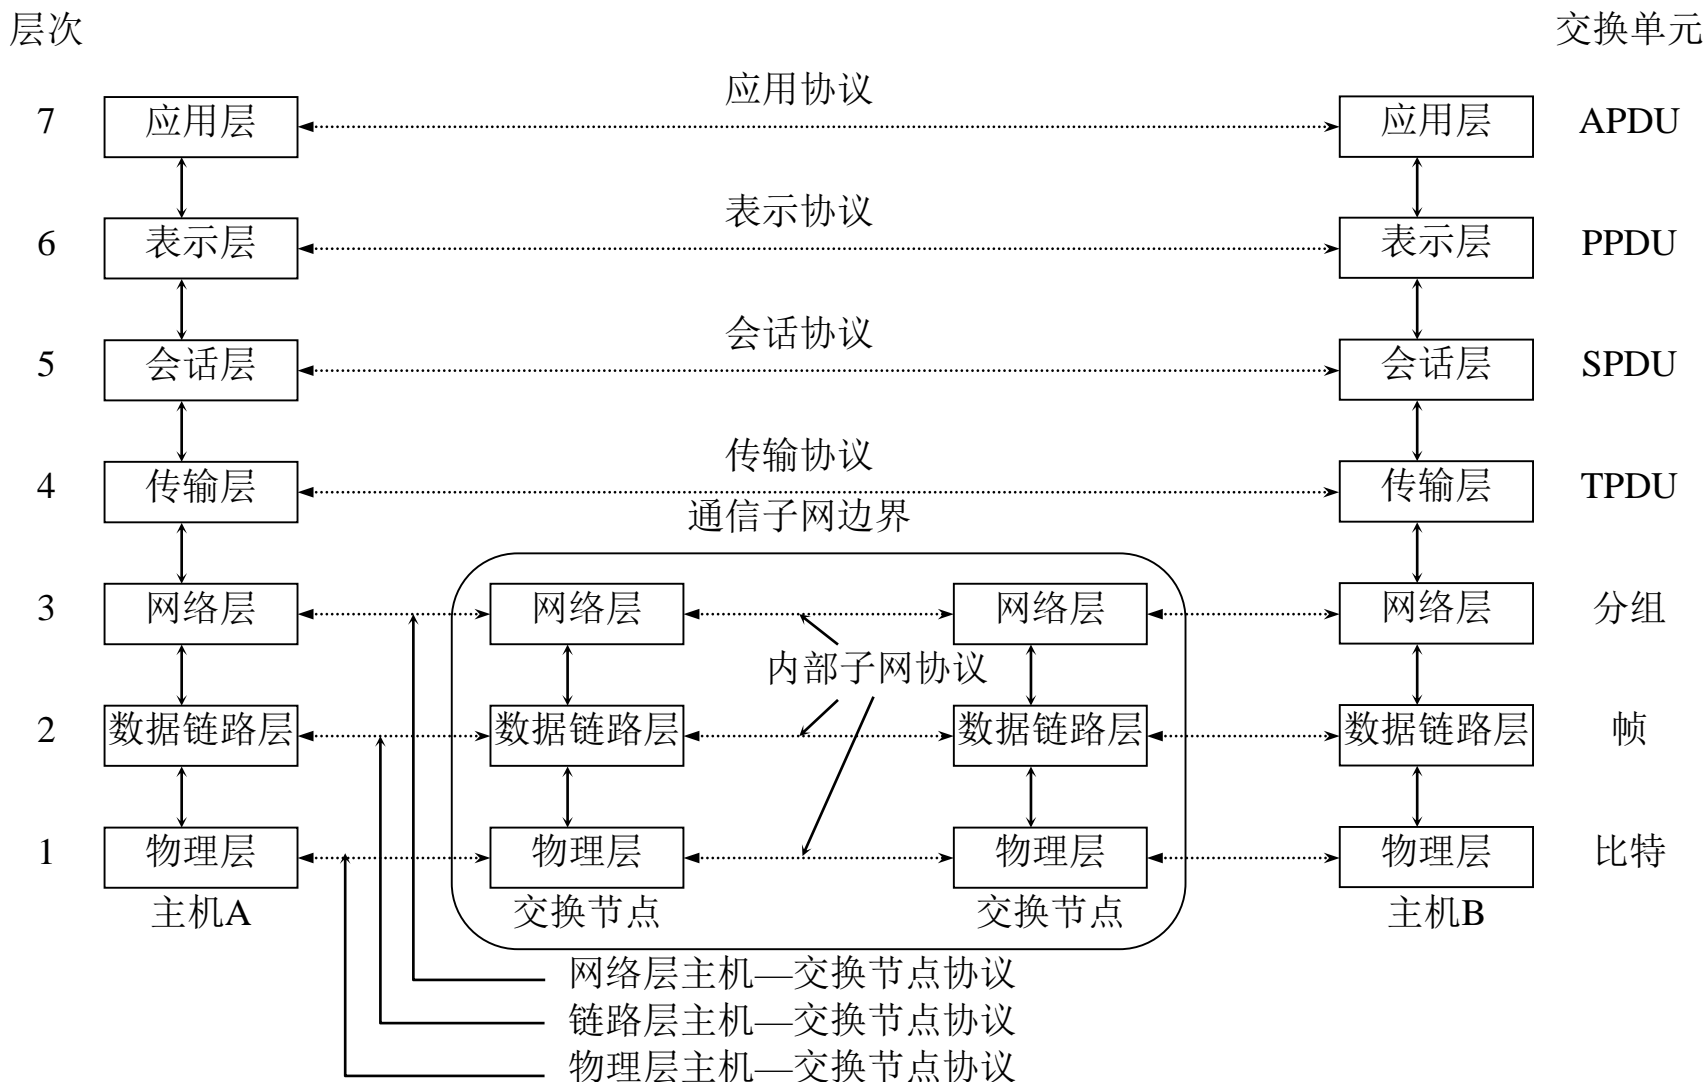 层次 交换单元
应用协议
7 应用层 应用层 APDU
表示协议
6 表示层 表示层 PPDU
会话协议
5 会话层 会话层 SPDU
传输协议
4 传输层 传输层 TPDU
通信子网边界
3 网络层 网络层 网络层 网络层 分组
内部子网协议
2 数据链路层 数据链路层 数据链路层 数据链路层 帧
1 物理层 物理层 物理层 物理层 比特
主机A 交换节点 交换节点 主机B
网络层主机—交换节点协议
链路层主机—交换节点协议
物理层主机—交换节点协议